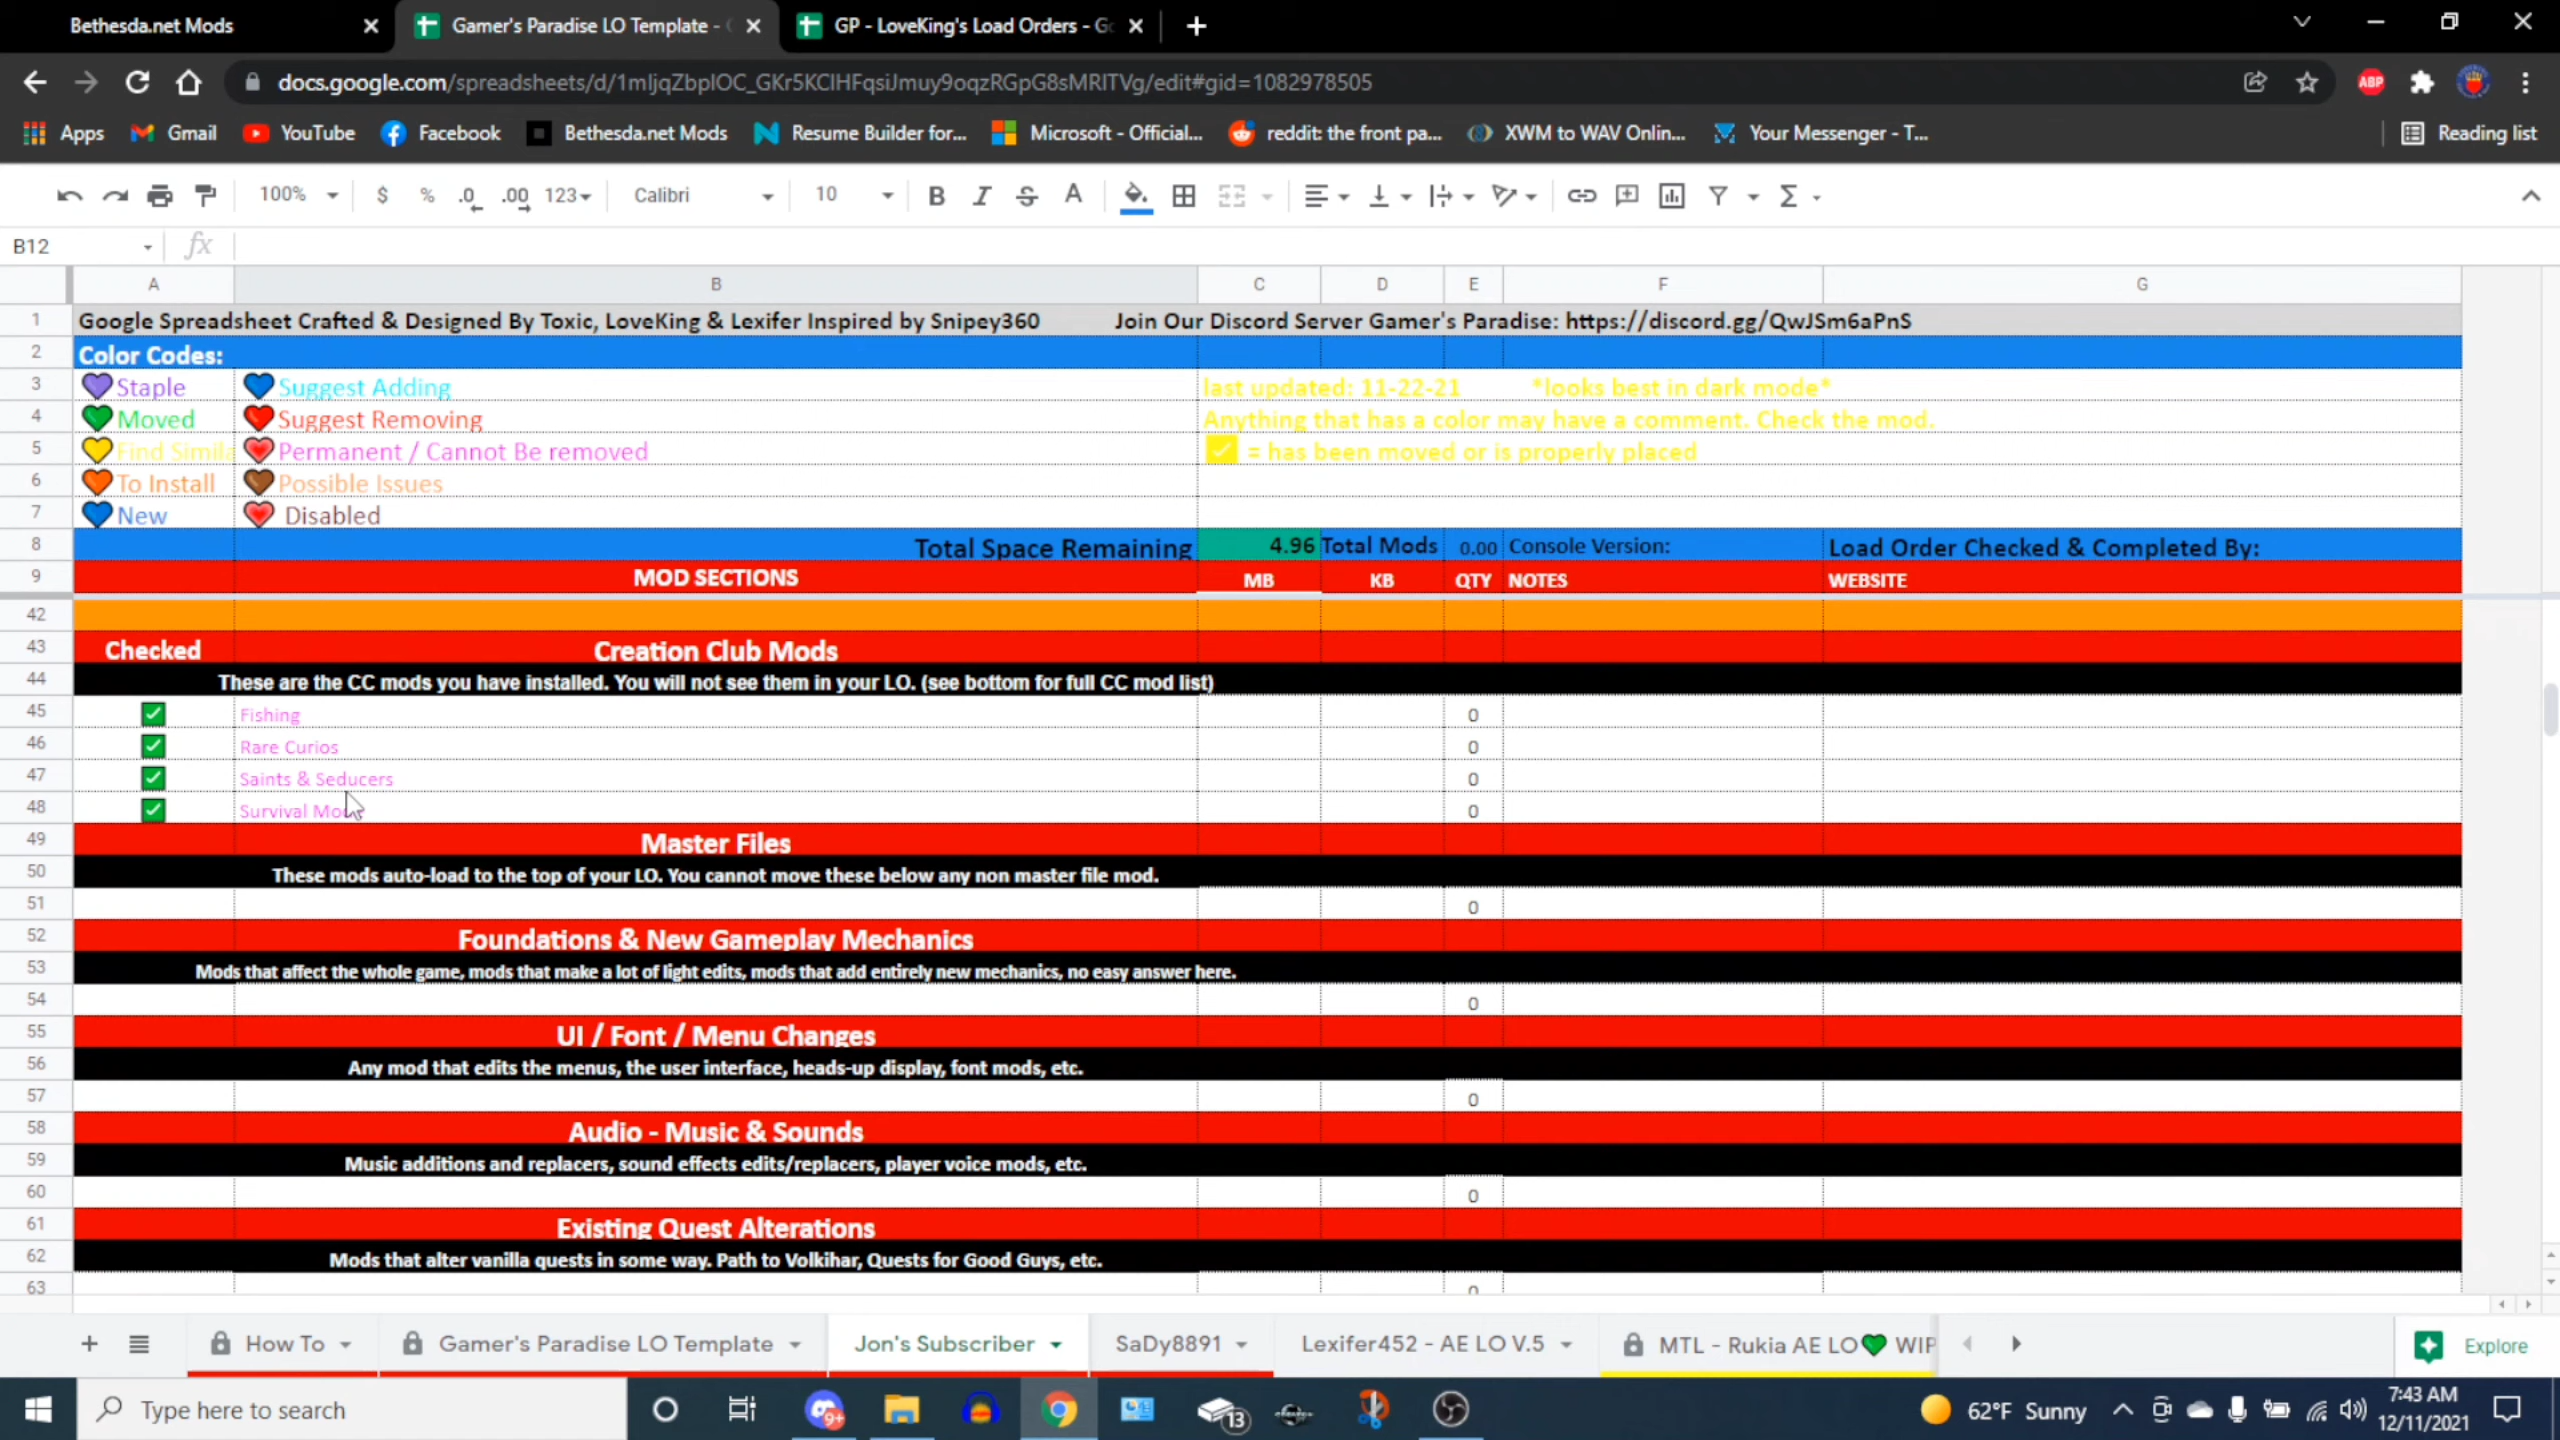 Bethesda.net Mods
Gamer's Paradise LO Template -
GP - LoveKing's Load Orders - Go
docs.google.com/spreadsheets/d/1mIjqZbplOC_GKr5KClHFqsiJmuy9oqzRGpG8sMRlTVg/edit#gid=1082978505
ABP
Apps
Gmail
YouTube
Facebook
Bethesda.net Mods
Resume Builder for...
Microsoft - Official...
reddit: the front pa...
XWM to WAV Onlin...
Your Messenger - T...
Reading list
100% $ % .0 .00 123 Calibri 10 B I S A
B12 fx
A B C D E F G
1 Google Spreadsheet Crafted & Designed By Toxic, LoveKing & Lexifer Inspired by Snipey360 Join Our Discord Server Gamer's Paradise: https://discord.gg/QwJSm6aPnS
2 Color Codes:
3 Staple Suggest Adding last updated: 11-22-21 *looks best in dark mode*
4 Moved Suggest Removing Anything that has a color may have a comment. Check the mod.
5 Find Simila Permanent / Cannot Be removed = has been moved or is properly placed
6 To Install Possible Issues
7 New Disabled
8 Total Space Remaining 4.96 Total Mods 0.00 Console Version: Load Order Checked & Completed By:
9 MOD SECTIONS MB KB QTY NOTES WEBSITE
42
43 Checked Creation Club Mods
44 These are the CC mods you have installed. You will not see them in your LO. (see bottom for full CC mod list)
45 Fishing 0
46 Rare Curios 0
47 Saints & Seducers 0
48 Survival Mo 0
49 Master Files
50 These mods auto-load to the top of your LO. You cannot move these below any non master file mod.
51 0
52 Foundations & New Gameplay Mechanics
53 Mods that affect the whole game, mods that make a lot of light edits, mods that add entirely new mechanics, no easy answer here.
54 0
55 UI / Font / Menu Changes
56 Any mod that edits the menus, the user interface, heads-up display, font mods, etc.
57 0
58 Audio - Music & Sounds
59 Music additions and replacers, sound effects edits/replacers, player voice mods, etc.
60 0
61 Existing Quest Alterations
62 Mods that alter vanilla quests in some way. Path to Volkihar, Quests for Good Guys, etc.
63 0
How To
Gamer's Paradise LO Template
Jon's Subscriber
SaDy8891
Lexifer452 - AE LO V.5
MTL - Rukia AE LO💚 WIP
Explore
Type here to search
9+
13
62°F Sunny
7:43 AM
12/11/2021